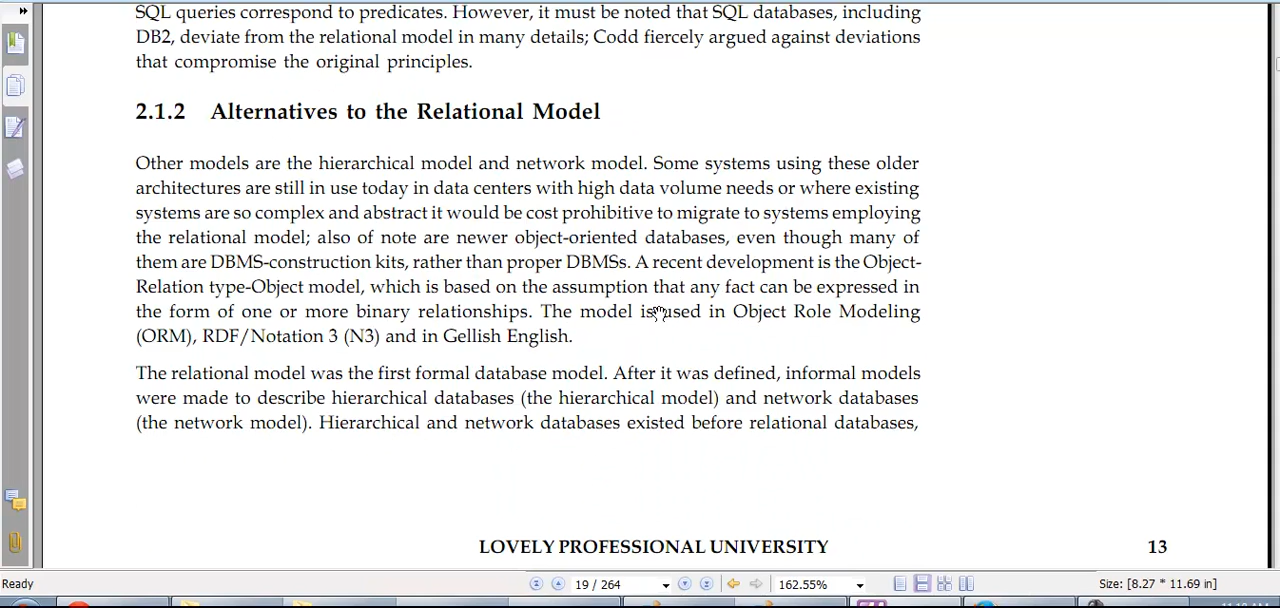 SQL queries correspond to predicates. However, it must be noted that SQL databases, including
DB2, deviate from the relational model in many details; Codd fiercely argued against deviations
that compromise the original principles.
2.1.2 Alternatives to the Relational Model
Other models are the hierarchical model and network model. Some systems using these older
architectures are still in use today in data centers with high data volume needs or where existing
systems are so complex and abstract it would be cost prohibitive to migrate to systems employing
the relational model; also of note are newer object-oriented databases, even though many of
them are DBMS-construction kits, rather than proper DBMSs. A recent development is the Object-
Relation type-Object model, which is based on the assumption that any fact can be expressed in
the form of one or more binary relationships. The model is used in Object Role Modeling
(ORM), RDF/Notation 3 (N3) and in Gellish English.
The relational model was the first formal database model. After it was defined, informal models
were made to describe hierarchical databases (the hierarchical model) and network databases
(the network model). Hierarchical and network databases existed before relational databases,
LOVELY PROFESSIONAL UNIVERSITY 13
Ready 19 / 264 162.55% Size: [8.27 * 11.69 in]